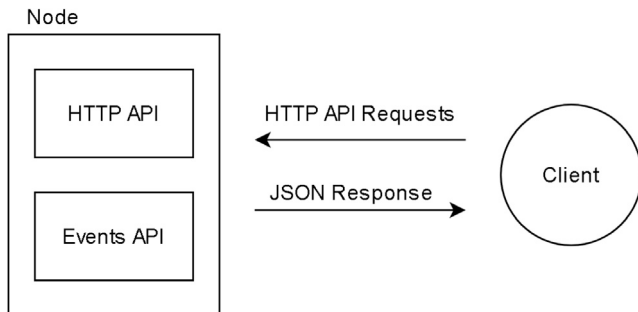 Node
HTTP API
Events API
HTTP API Requests
JSON Response
Client